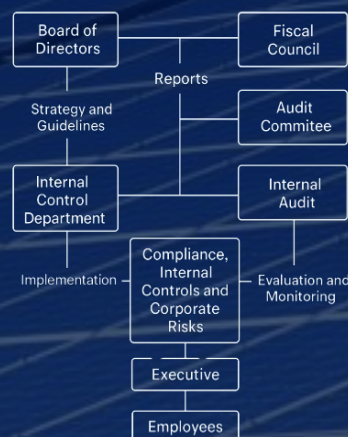 Board of
Directors
Fiscal
Council
Reports
Strategy and
Guidelines
Audit
Commitee
Internal
Control
Department
Internal
Audit
Compliance,
Internal
Controls and
Corporate
Risks
Implementation
Evaluation and
Monitoring
Executive
Employees